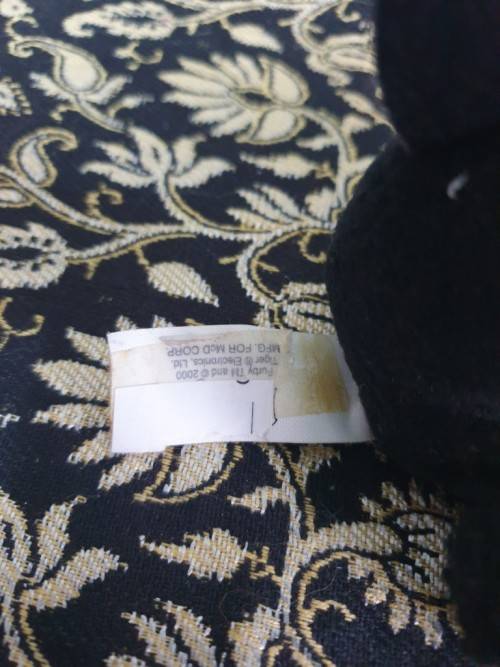 Furby TM and © 2000
Tiger ® Electronics, Ltd.
MFG. FOR McD CORP.